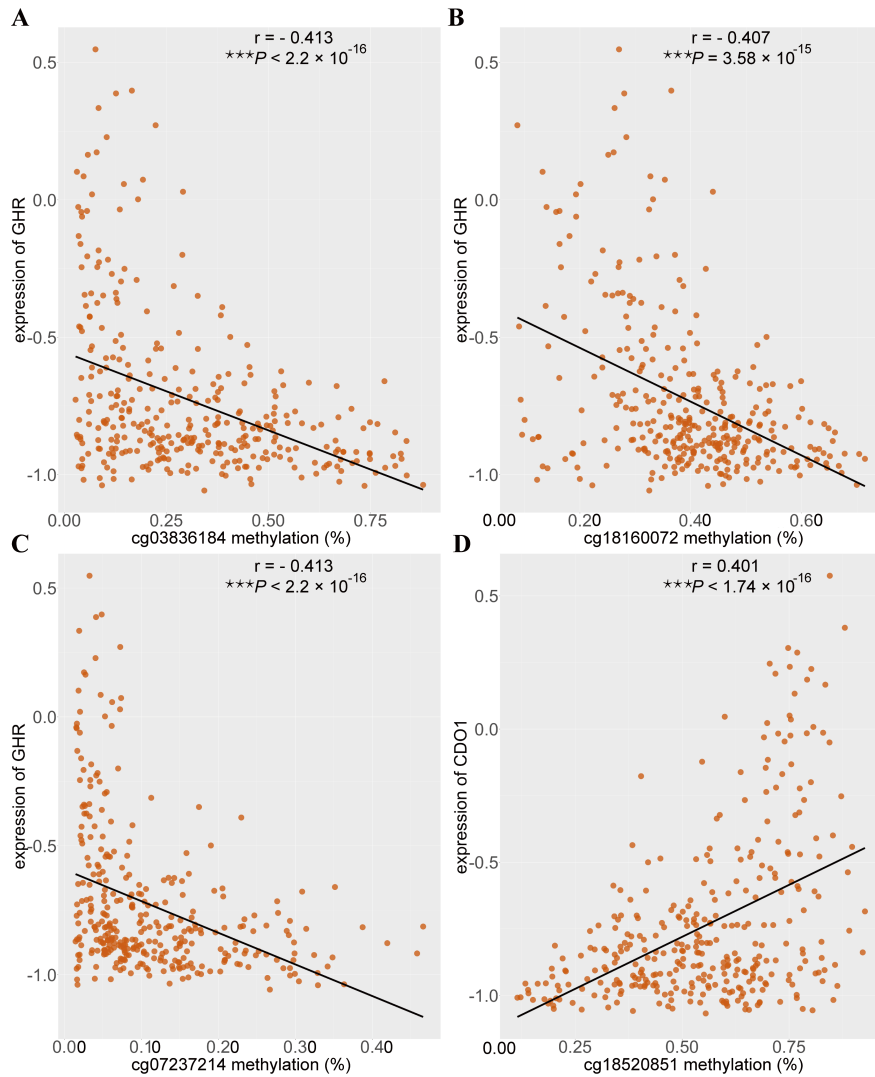 A
r = - 0.413
***P < 2.2 × 10-16
expression of GHR
0.5
0.0
-0.5
-1.0
0.00 0.25 0.50 0.75
cg03836184 methylation (%)
B
r = - 0.407
***P = 3.58 × 10-15
expression of GHR
0.5
0.0
-0.5
-1.0
0.00 0.20 0.40 0.60
cg18160072 methylation (%)
C
r = - 0.413
***P < 2.2 × 10-16
expression of GHR
0.5
0.0
-0.5
-1.0
0.00 0.10 0.20 0.30 0.40
cg07237214 methylation (%)
D
r = 0.401
***P < 1.74 × 10-16
expression of CDO1
0.5
0.0
-0.5
-1.0
0.00 0.25 0.50 0.75
cg18520851 methylation (%)